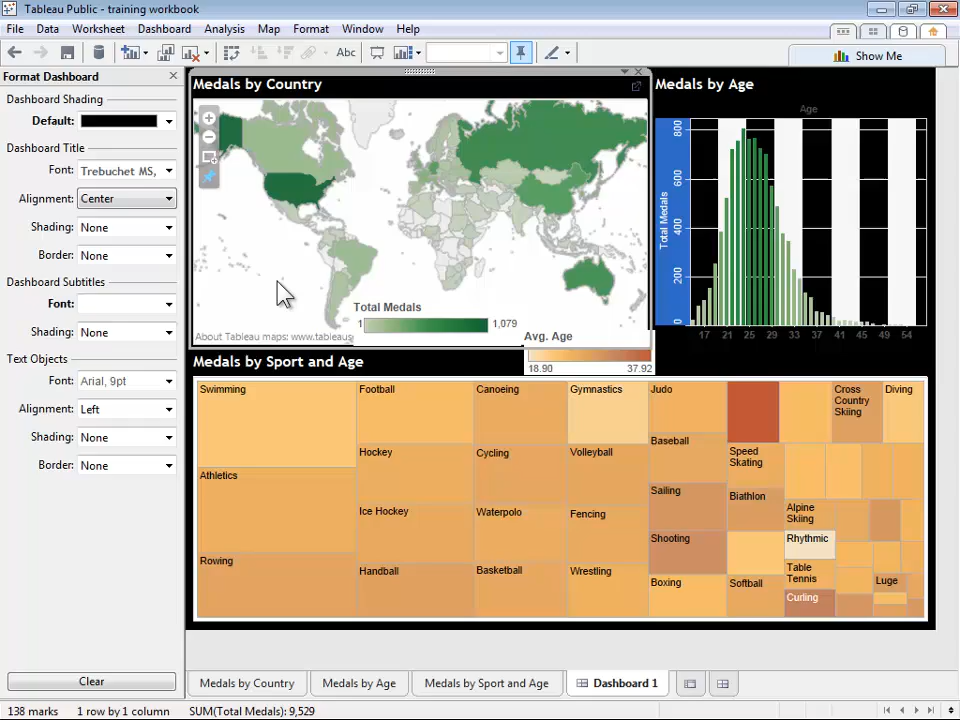 Tableau Public - training workbook
File Data Worksheet Dashboard Analysis Map Format Window Help
Abc
Show Me
Format Dashboard
Dashboard Shading
Default:
Dashboard Title
Font: Trebuchet MS,
Alignment: Center
Shading: None
Border: None
Dashboard Subtitles
Font:
Shading: None
Text Objects
Font: Arial, 9pt
Alignment: Left
Shading: None
Border: None
Clear
Medals by Country
Total Medals
1 1,079
About Tableau maps: www.tableaus
Medals by Age
Age
Total Medals
800
600
400
200
0
17 21 25 29 33 37 41 45 49 54
Avg. Age
18.90 37.92
Medals by Sport and Age
Swimming
Athletics
Rowing
Football
Hockey
Ice Hockey
Handball
Canoeing
Cycling
Waterpolo
Basketball
Gymnastics
Volleyball
Fencing
Wrestling
Judo
Baseball
Sailing
Shooting
Boxing
Speed
Skating
Biathlon
Softball
Cross
Country
Skiing
Diving
Alpine
Skiing
Rhythmic
Table
Tennis
Curling
Luge
Medals by Country Medals by Age Medals by Sport and Age Dashboard 1
138 marks 1 row by 1 column SUM(Total Medals): 9,529